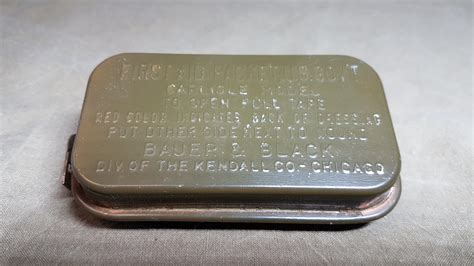 FIRST AID PACKET U.S. GOV'T
CARLISLE MODEL
TO OPEN PULL TAPE
RED COLOR INDICATES BACK OF DRESSING
PUT OTHER SIDE NEXT TO WOUND
BAUER & BLACK
DIV. OF THE KENDALL CO. - CHICAGO